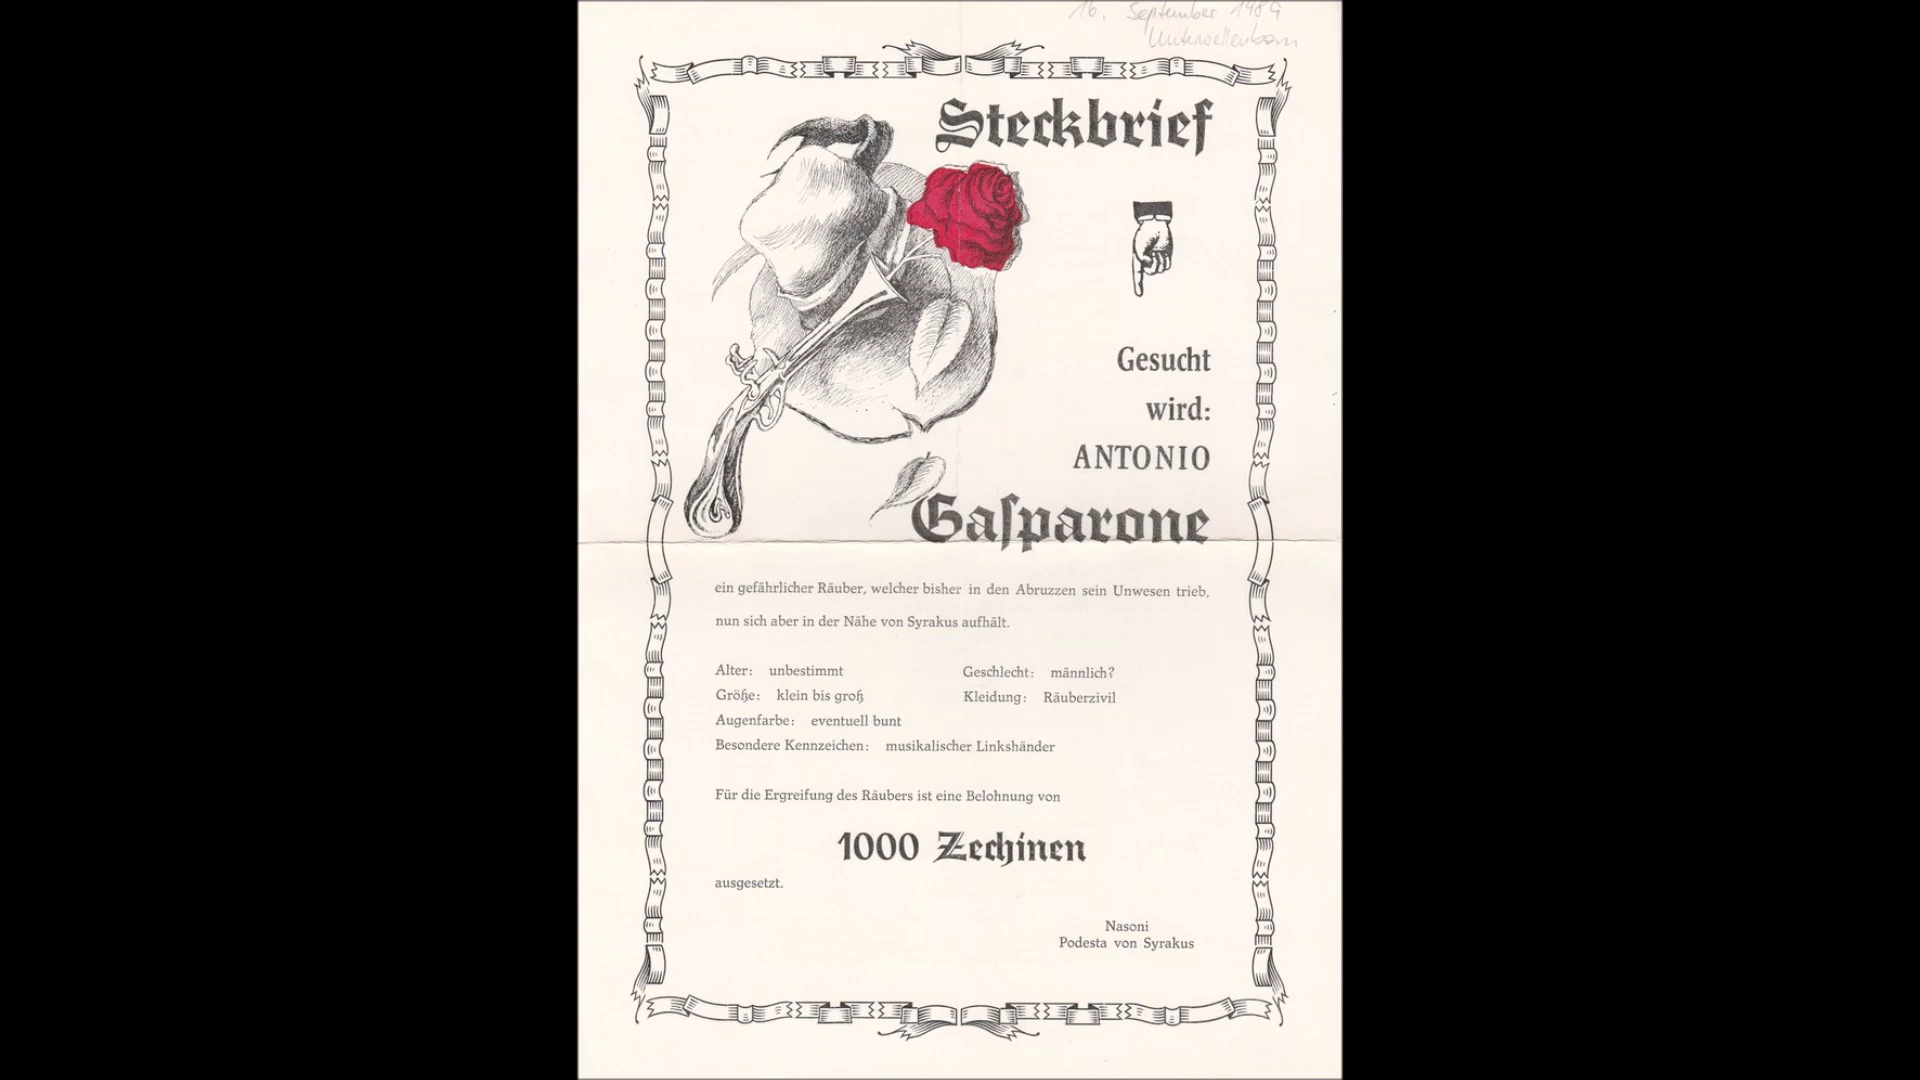 16. September 1989
Unterwellenborn
Steckbrief
Gesucht
wird:
ANTONIO
Gaſparone
ein gefährlicher Räuber, welcher bisher in den Abruzzen sein Unwesen trieb,
nun sich aber in der Nähe von Syrakus aufhält.
Alter: unbestimmt Geschlecht: männlich?
Größe: klein bis groß Kleidung: Räuberzivil
Augenfarbe: eventuell bunt
Besondere Kennzeichen: musikalischer Linkshänder
Für die Ergreifung des Räubers ist eine Belohnung von
1000 Zechinen
ausgesetzt.
Nasoni
Podesta von Syrakus